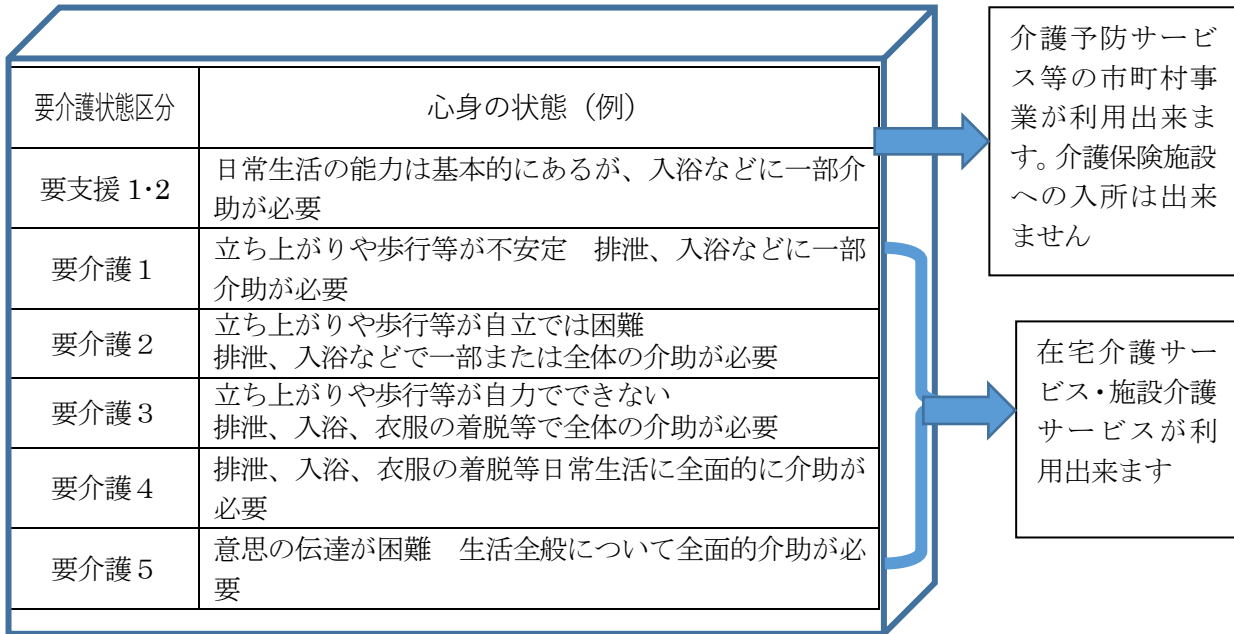 要介護状態区分
心身の状態（例）
要支援 1・2
日常生活の能力は基本的にあるが、入浴などに一部介
助が必要
要介護１
立ち上がりや歩行等が不安定　排泄、入浴などに一部
介助が必要
要介護２
立ち上がりや歩行等が自立では困難
排泄、入浴などで一部または全体の介助が必要
要介護３
立ち上がりや歩行等が自力でできない
排泄、入浴、衣服の着脱等で全体の介助が必要
要介護４
排泄、入浴、衣服の着脱等日常生活に全面的に介助が
必要
要介護５
意思の伝達が困難　生活全般について全面的介助が必
要
介護予防サービ
ス等の市町村事
業が利用出来ま
す。介護保険施設
への入所は出来
ません
在宅介護サー
ビス・施設介護
サービスが利
用出来ます